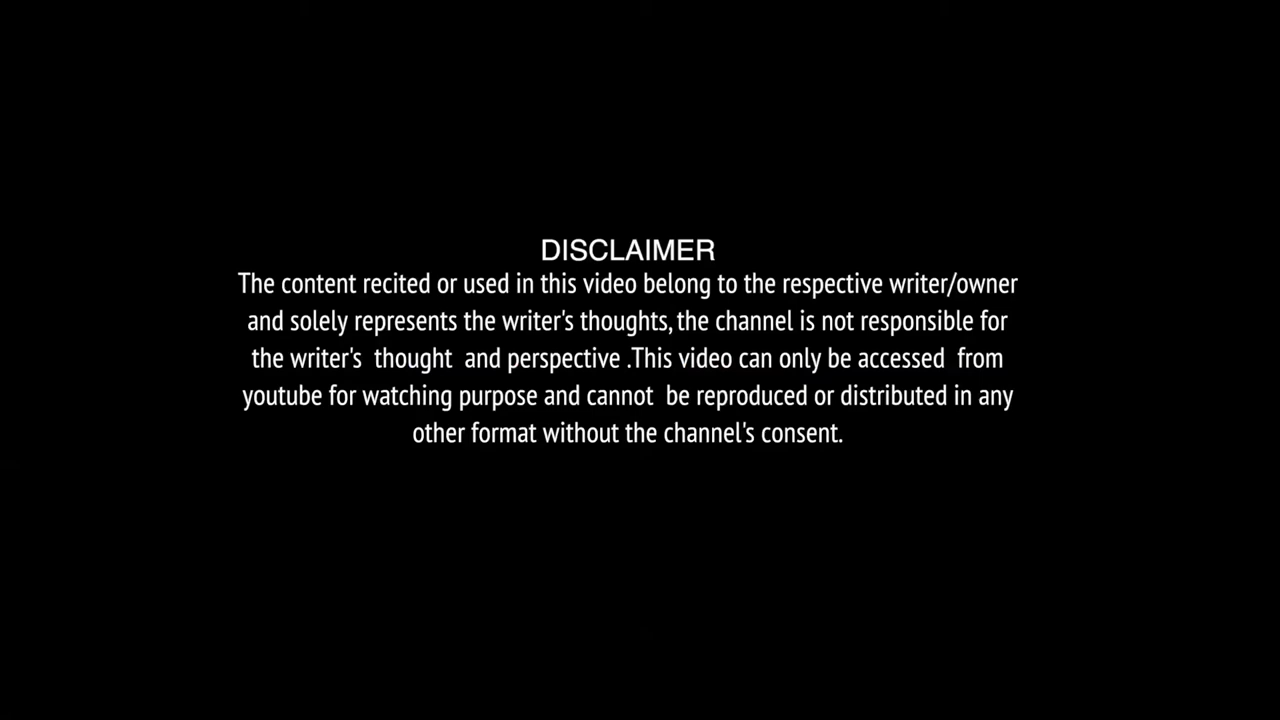 DISCLAIMER
The content recited or used in this video belong to the respective writer/owner
and solely represents the writer's thoughts, the channel is not responsible for
the writer's  thought  and perspective .This video can only be accessed  from
youtube for watching purpose and cannot  be reproduced or distributed in any
other format without the channel's consent.